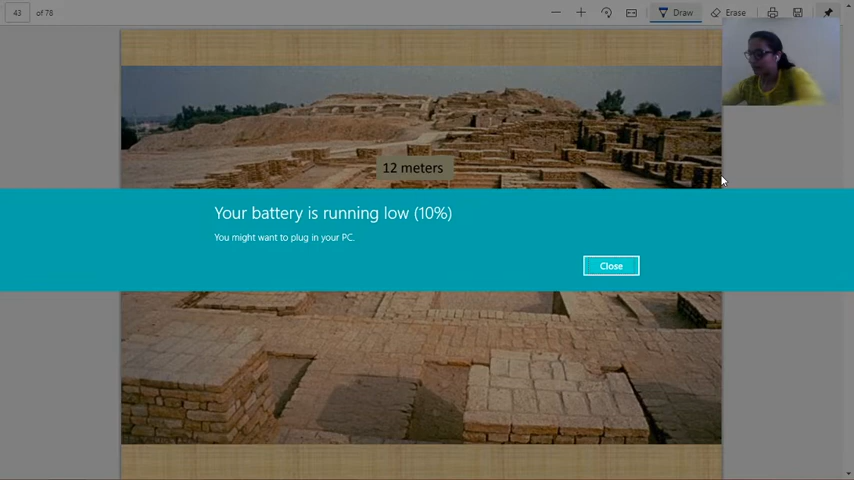 43 of 78
Draw
Erase
12 meters
Your battery is running low (10%)
You might want to plug in your PC.
Close